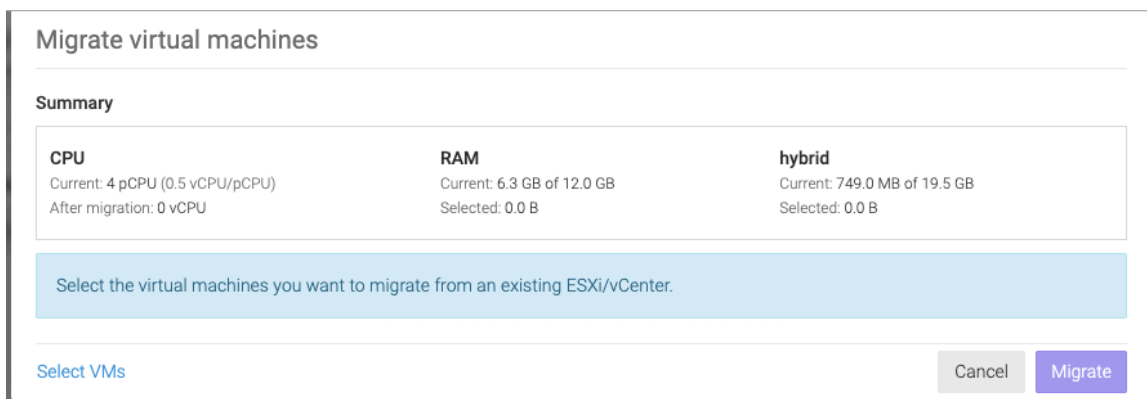 Migrate virtual machines
Summary
CPU
Current: 4 pCPU (0.5 vCPU/pCPU)
After migration: 0 vCPU
RAM
Current: 6.3 GB of 12.0 GB
Selected: 0.0 B
hybrid
Current: 749.0 MB of 19.5 GB
Selected: 0.0 B
Select the virtual machines you want to migrate from an existing ESXi/vCenter.
Select VMs
Cancel
Migrate